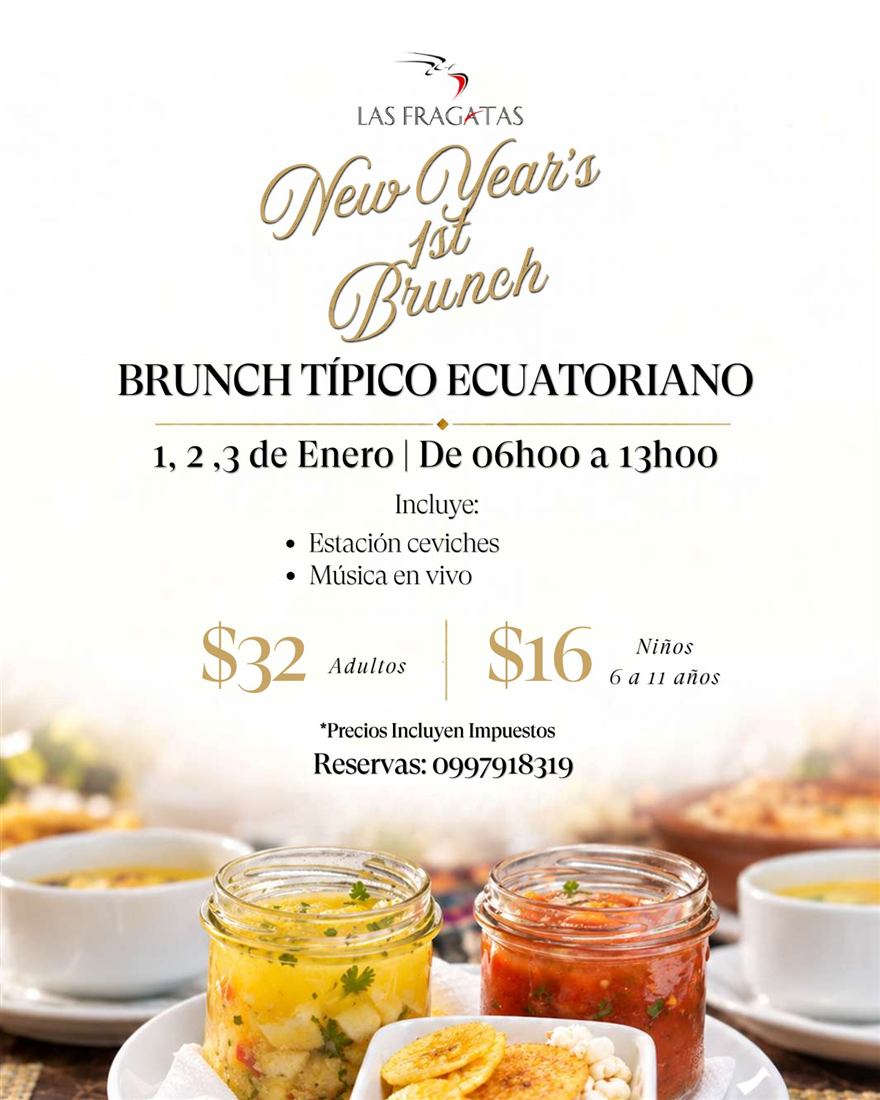 LAS FRAGATAS
New Year's
1st
Brunch
BRUNCH TÍPICO ECUATORIANO
1, 2 ,3 de Enero | De 06h00 a 13h00
Incluye:
• Estación ceviches
• Música en vivo
$32 Adultos | $16 Niños
6 a 11 años
*Precios Incluyen Impuestos
Reservas: 0997918319